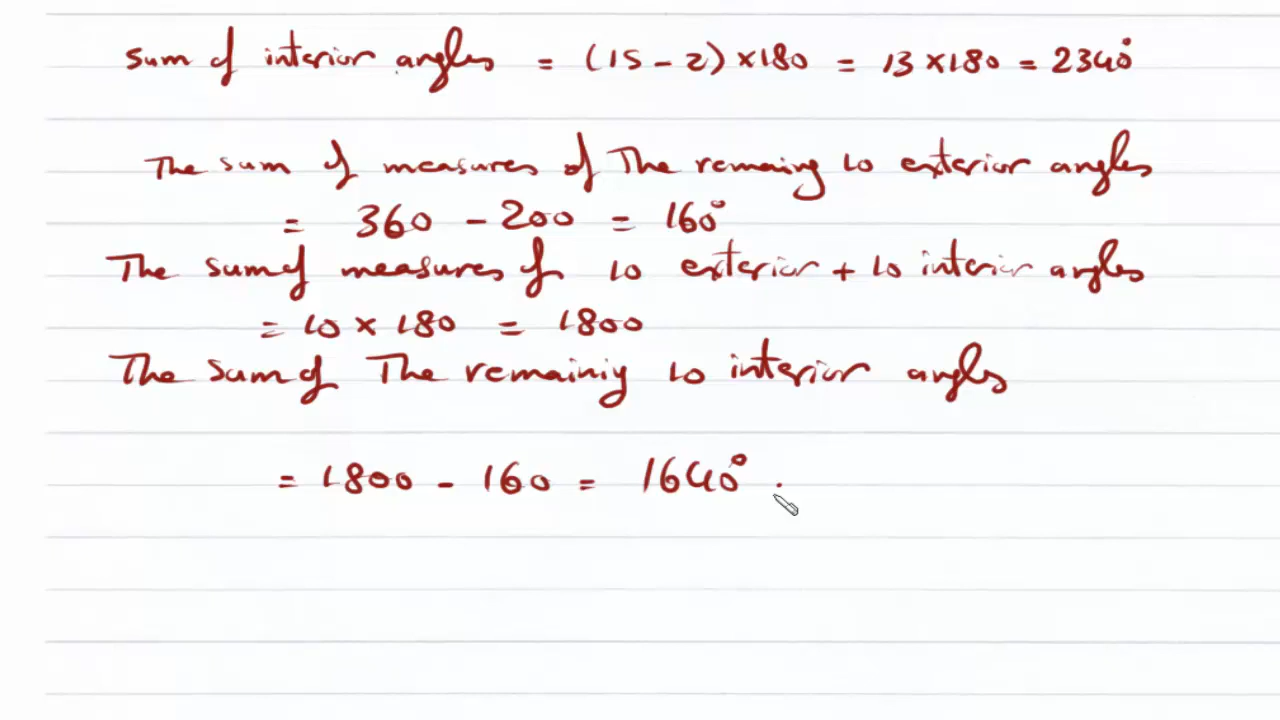 sum of interior angles = (15 - 2) × 180 = 13 × 180 = 2340°
The sum of measures of The remaing 10 exterior angles
= 360 - 200 = 160°
The sum of measures of 10 exterior + 10 interior angles
= 10 × 180 = 1800
The sum of The remainiy 10 interior angles
= 1800 - 160 = 1640° .